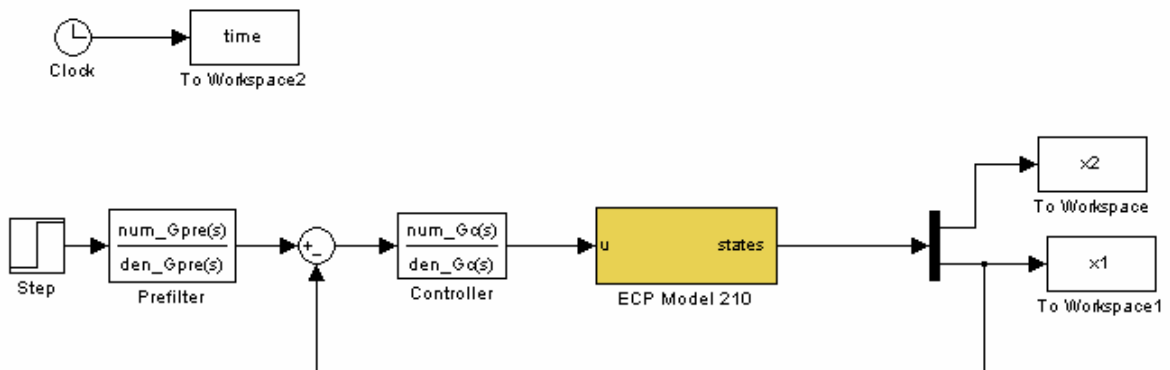 time
Clock
To Workspace2
x2
To Workspace
num_Gpre(s)
den_Gpre(s)
+
−
num_Gc(s)
den_Gc(s)
u
states
x1
Step
Prefilter
Controller
ECP Model 210
To Workspace1